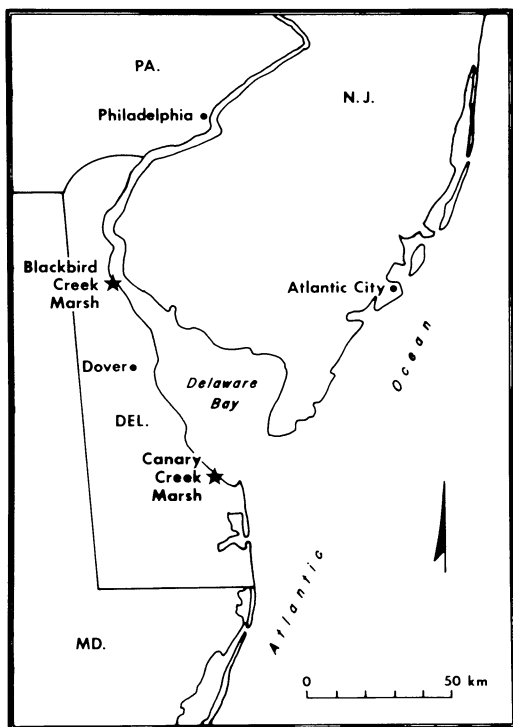 PA.
N.J.
Philadelphia
Blackbird
Creek
Marsh
Atlantic City
Dover
Delaware
Bay
Ocean
DEL.
Canary
Creek
Marsh
Atlantic
MD.
0 50 km